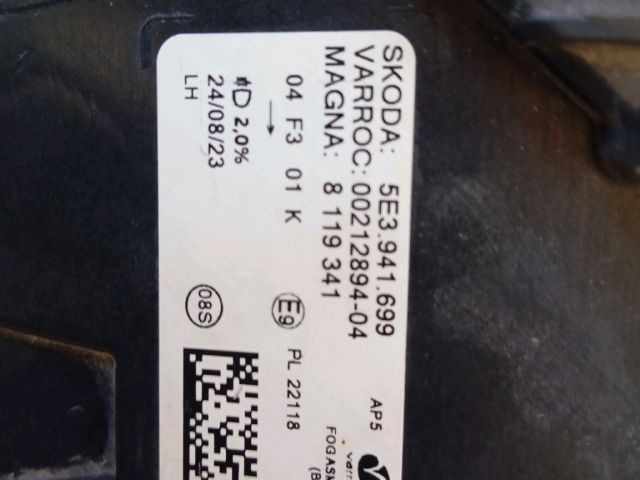 SKODA: 5E3.941.699
VARROC: 00212894-04
MAGNA: 8 119 341
AP5
04 F3 01 K
E9
PL 22118
2,0%
24/08/23
LH
08S